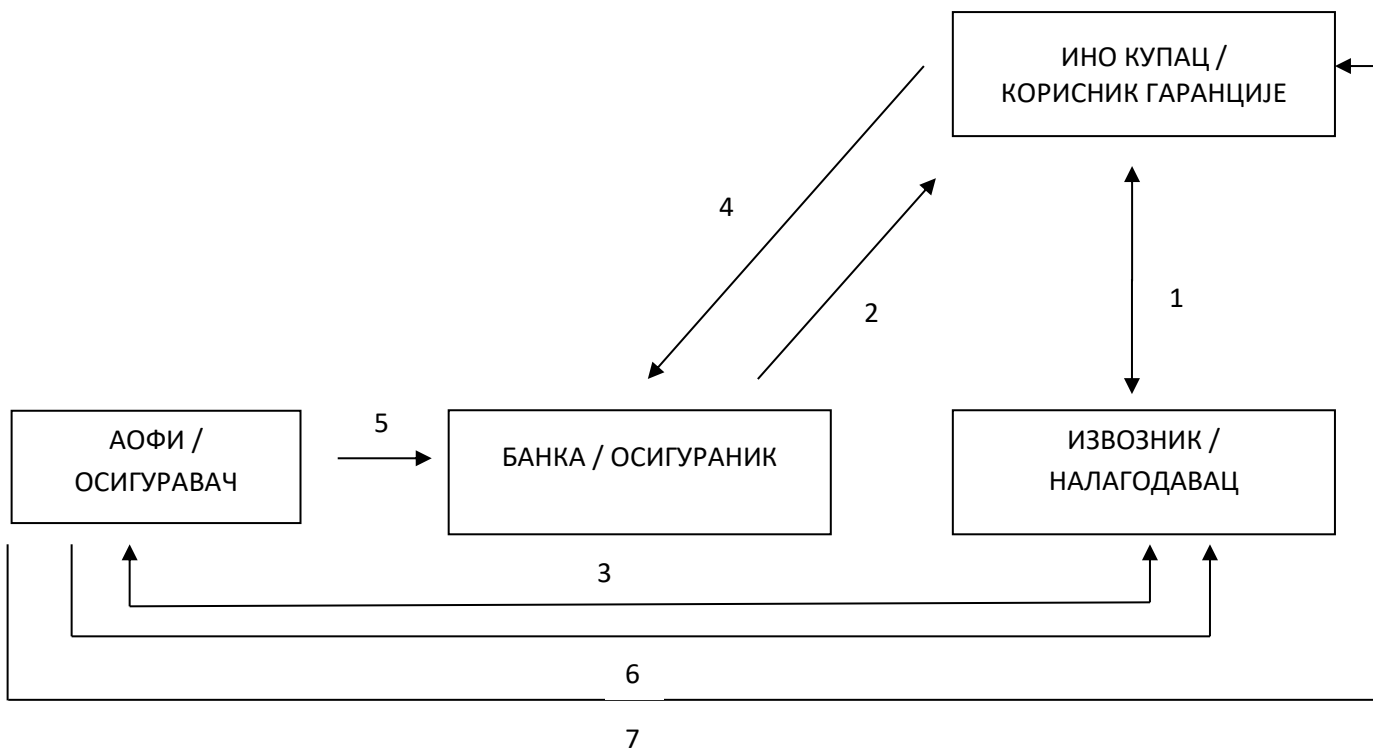 ИНО КУПАЦ /
КОРИСНИК ГАРАНЦИЈЕ
4
2
1
5
АОФИ /
ОСИГУРАВАЧ
БАНКА / ОСИГУРАНИК
ИЗВОЗНИК /
НАЛАГОДАВАЦ
3
6
7